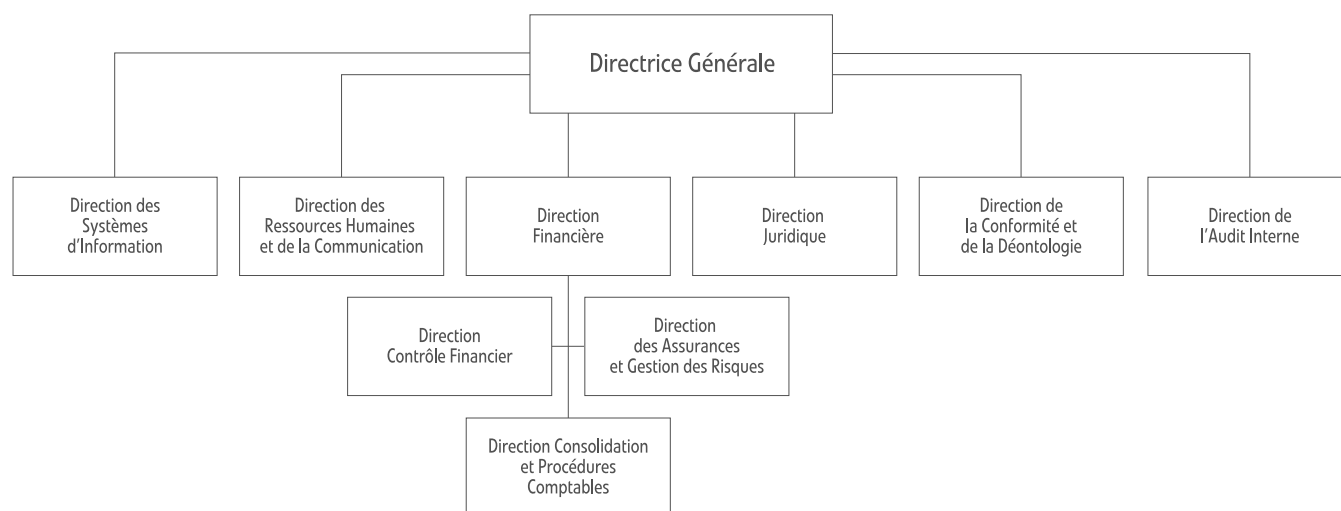 Directrice Générale
Direction des
Systèmes
d'Information
Direction des
Ressources Humaines
et de la Communication
Direction
Financière
Direction
Juridique
Direction de
la Conformité et
de la Déontologie
Direction de
l'Audit Interne
Direction
Contrôle Financier
Direction
des Assurances
et Gestion des Risques
Direction Consolidation
et Procédures
Comptables